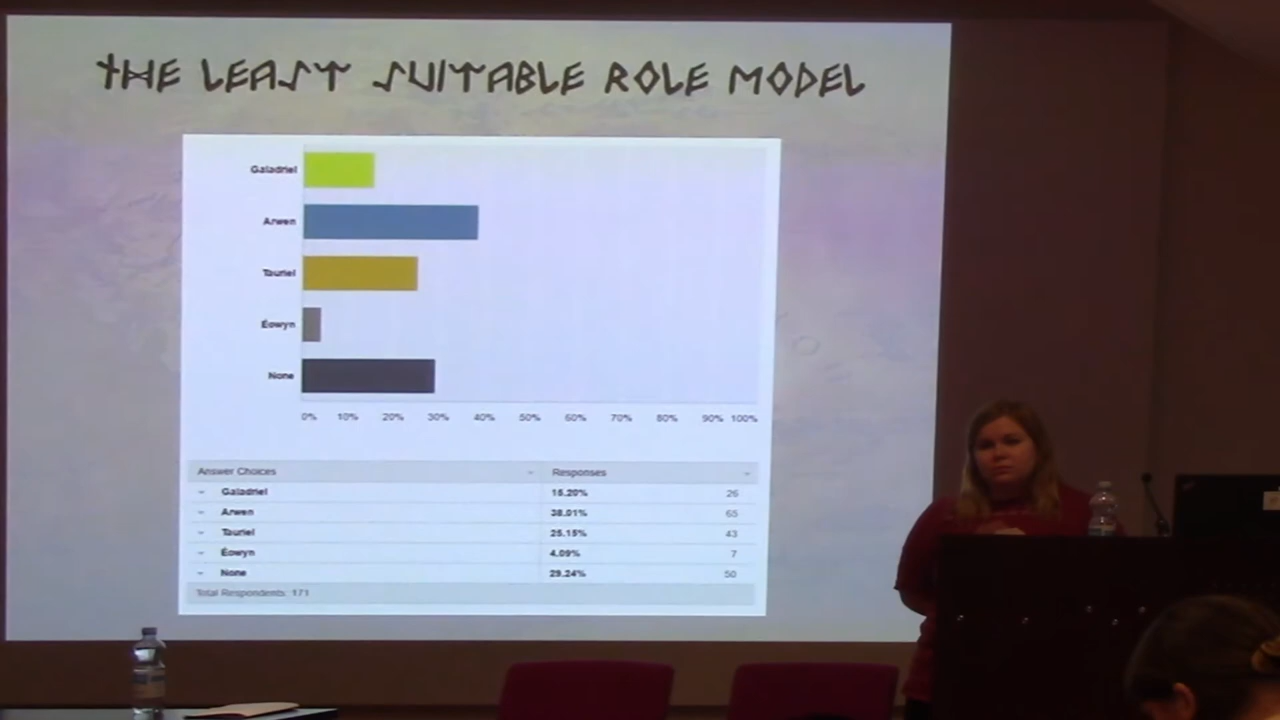 THE LEAST SUITABLE ROLE MODEL
Galadriel
Arwen
Tauriel
Éowyn
None
0% 10% 20% 30% 40% 50% 60% 70% 80% 90% 100%
Answer Choices Responses
Galadriel 15.20% 26
Arwen 38.01% 65
Tauriel 25.15% 43
Éowyn 4.09% 7
None 29.24% 50
Total Respondents: 171